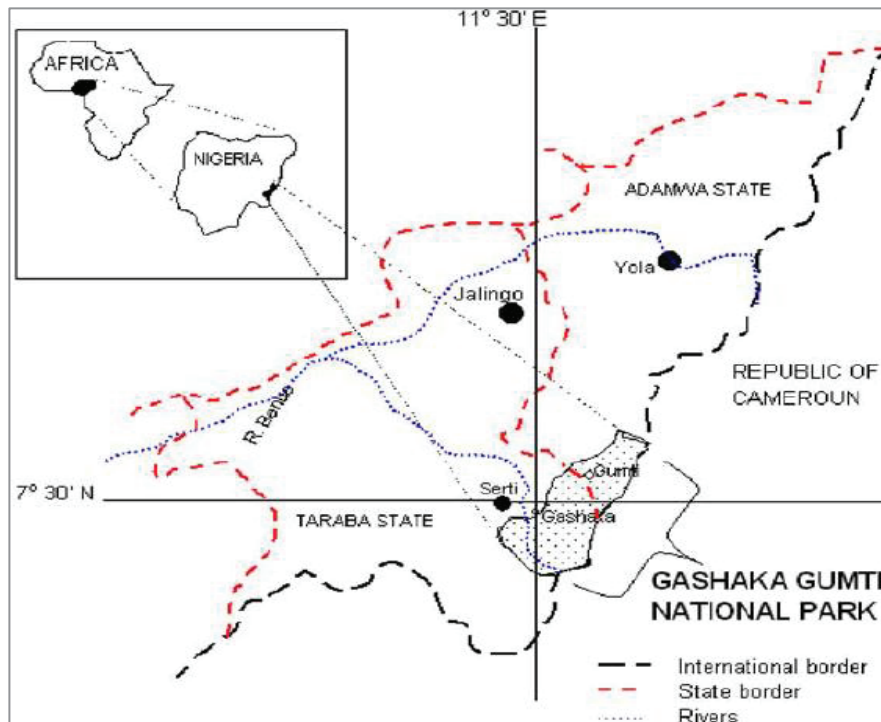 11° 30 E
AFRICA
NIGERIA
ADAMWA STATE
Yola
Jalingo
REPUBLIC OF
CAMEROUN
R. Benue
Gumti
7° 30' N
Serti
Gashaka
TARABA STATE
GASHAKA GUMTI
NATIONAL PARK
International border
State border
Rivers